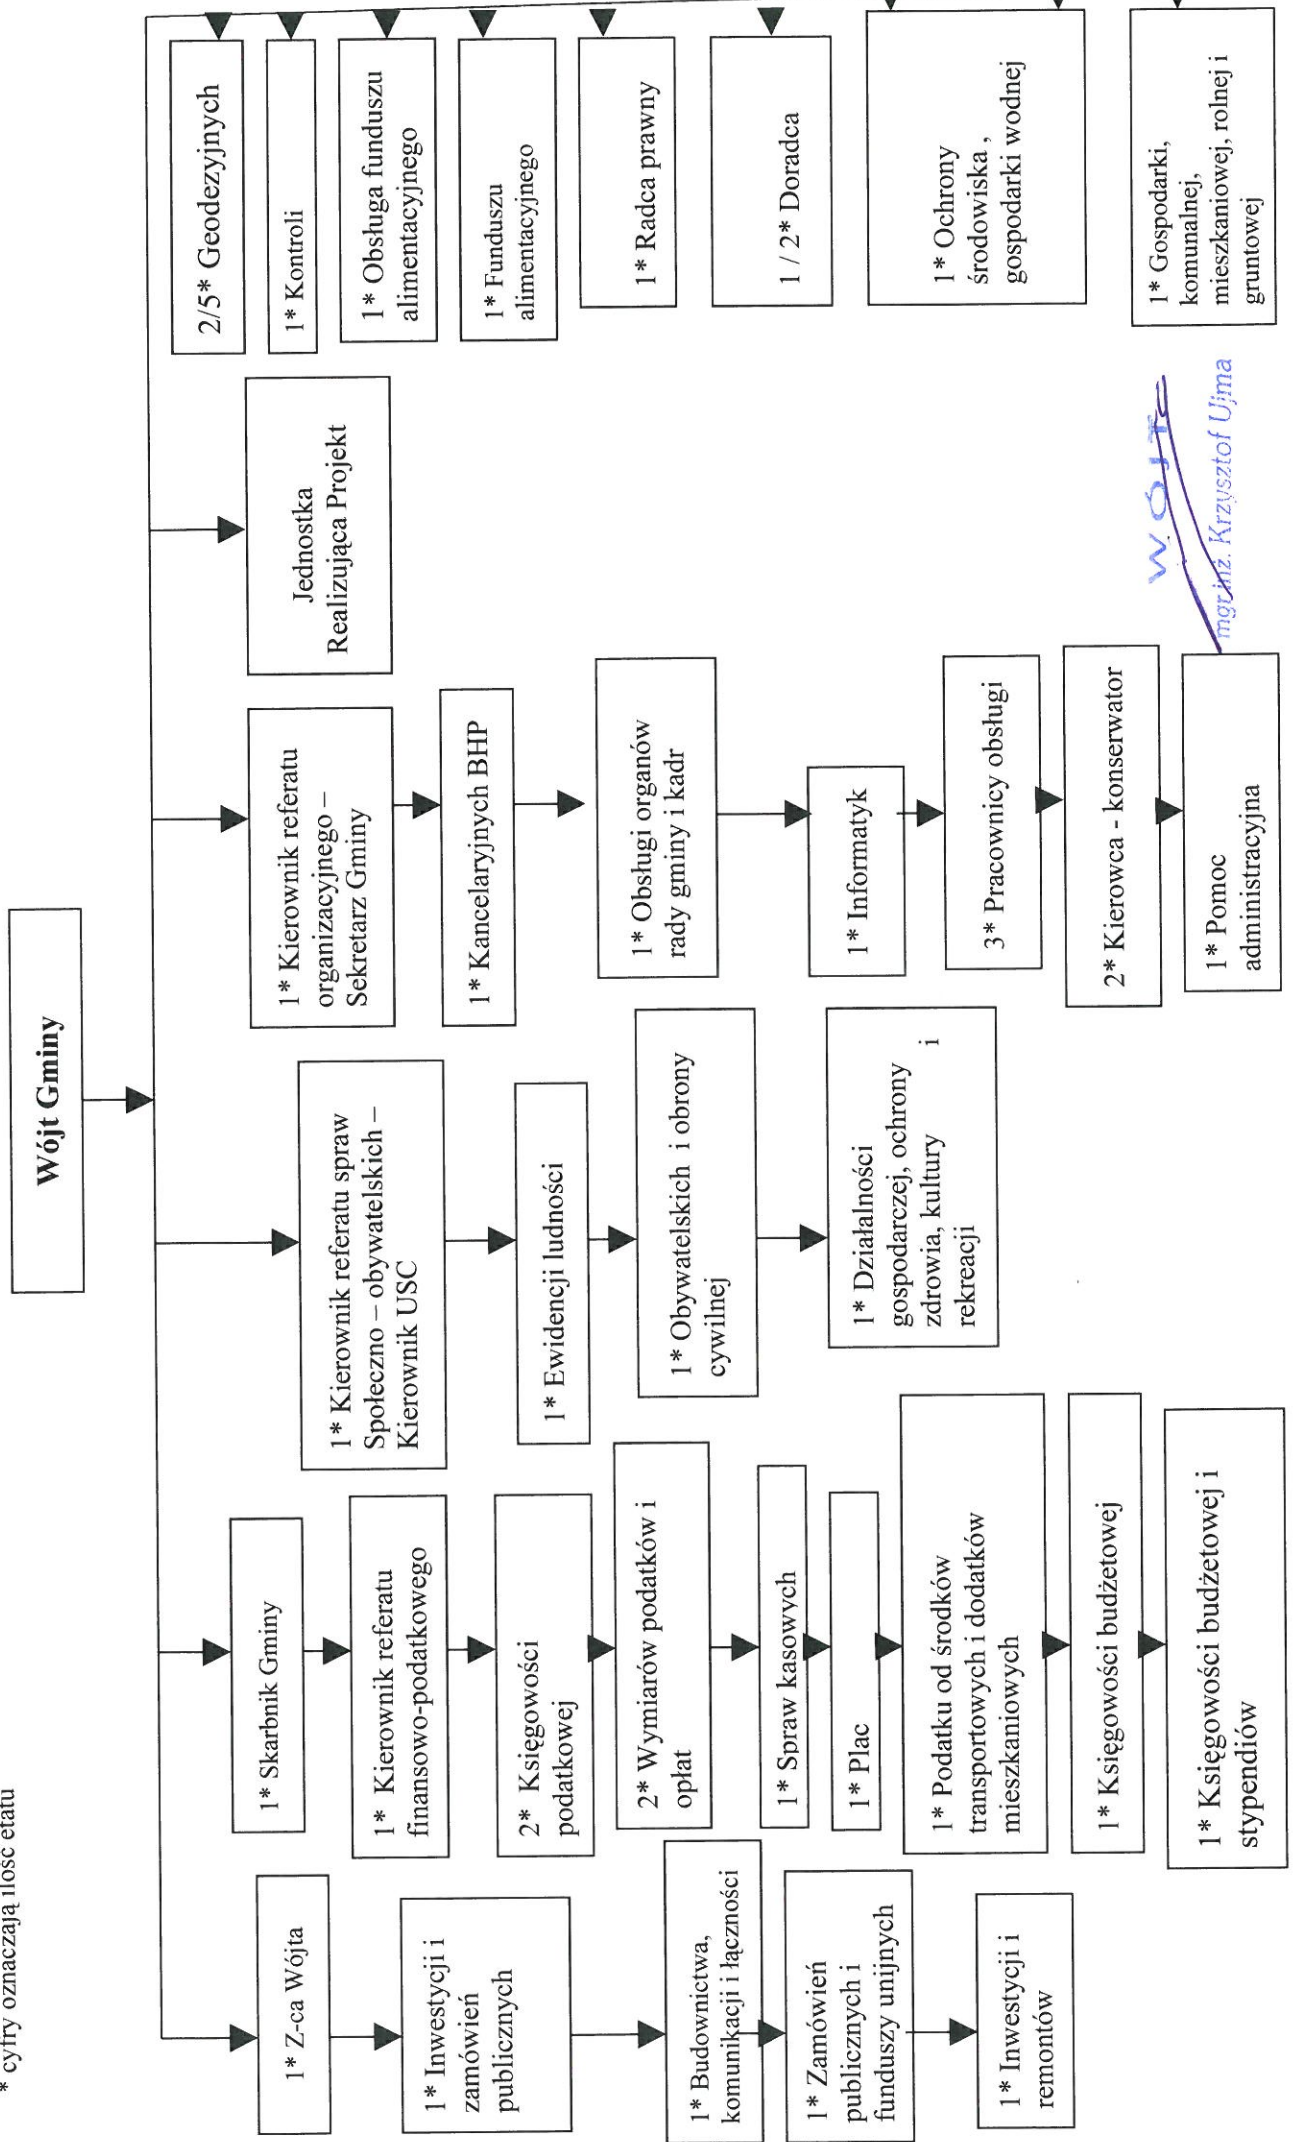 * cyfry oznaczają ilość etatu
Wójt Gminy
1* Z-ca Wójta
1* Inwestycji i
zamówień
publicznych
1* Budownictwa,
komunikacji i łączności
1* Zamówień
publicznych i
funduszy unijnych
1* Inwestycji i
remontów
1* Skarbnik Gminy
1* Kierownik referatu
finansowo-podatkowego
2* Księgowości
podatkowej
2* Wymiarów podatków i
opłat
1* Spraw kasowych
1* Plac
1* Podatku od środków
transportowych i dodatków
mieszkaniowych
1* Księgowości budżetowej
1* Księgowości budżetowej i
stypendiów
1* Kierownik referatu spraw
Społeczno – obywatelskich –
Kierownik USC
1* Ewidencji ludności
1* Obywatelskich i obrony
cywilnej
1* Działalności
gospodarczej, ochrony
zdrowia, kultury i
rekreacji
1* Kierownik referatu
organizacyjnego –
Sekretarz Gminy
1* Kancelaryjnych BHP
1* Obsługi organów
rady gminy i kadr
1* Informatyk
3* Pracownicy obsługi
2* Kierowca - konserwator
1* Pomoc
administracyjna
Jednostka
Realizująca Projekt
2/5* Geodezyjnych
1* Kontroli
1* Obsługa funduszu
alimentacyjnego
1* Funduszu
alimentacyjnego
1* Radca prawny
1 / 2* Doradca
1* Ochrony
środowiska ,
gospodarki wodnej
1* Gospodarki,
komunalnej,
mieszkaniowej, rolnej i
gruntowej
WÓJT
mgr inż. Krzysztof Ujma